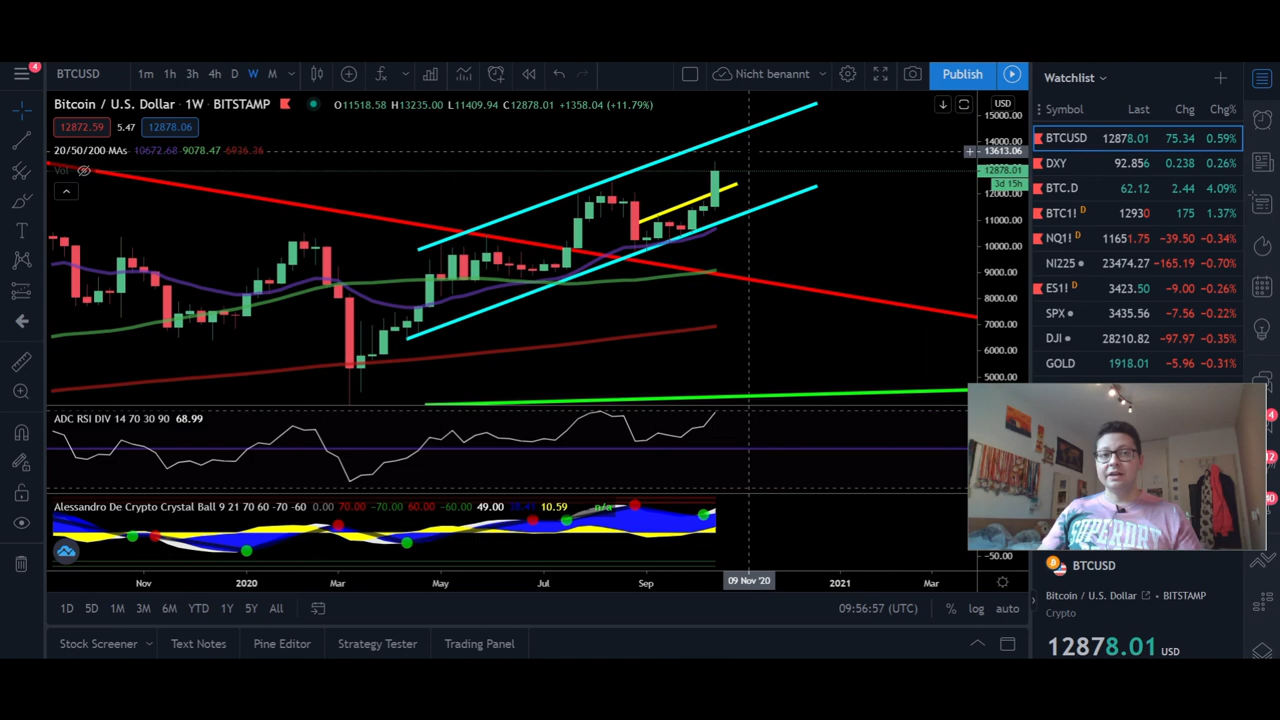 4
BTCUSD 1m 1h 3h 4h D W M Nicht benannt Publish
Bitcoin / U.S. Dollar · 1W · BITSTAMP O11518.58 H13235.00 L11409.94 C12878.01 +1358.04 (+11.79%)
12872.59 5.47 12878.06
20/50/200 MAs 10672.68 9078.47 6936.36
Vol
USD
15000.00
14000.00
13613.06
12878.01
3d 15h
12000.00
11000.00
10000.00
9000.00
8000.00
7000.00
6000.00
5000.00
ADC RSI DIV 14 70 30 90 68.99
Alessandro De Crypto Crystal Ball 9 21 70 60 -70 -60 0.00 70.00 -70.00 60.00 -60.00 49.00 10.59 n/a
-50.00
Nov 2020 Mar May Jul Sep 09 Nov '20 2021 Mar
1D 5D 1M 3M 6M YTD 1Y 5Y All 09:56:57 (UTC) % log auto
Stock Screener Text Notes Pine Editor Strategy Tester Trading Panel
Watchlist
Symbol Last Chg Chg%
BTCUSD 12878.01 75.34 0.59%
DXY 92.856 0.238 0.26%
BTC.D 62.12 2.44 4.09%
BTC1! D 12930 175 1.37%
NQ1! D 11651.75 -39.50 -0.34%
NI225 23474.27 -165.19 -0.70%
ES1! D 3423.50 -9.00 -0.26%
SPX 3435.56 -7.56 -0.22%
DJI 28210.82 -97.97 -0.35%
GOLD 1918.01 -5.96 -0.31%
SUPERDRY
BTCUSD
Bitcoin / U.S. Dollar · BITSTAMP
Crypto
12878.01 USD